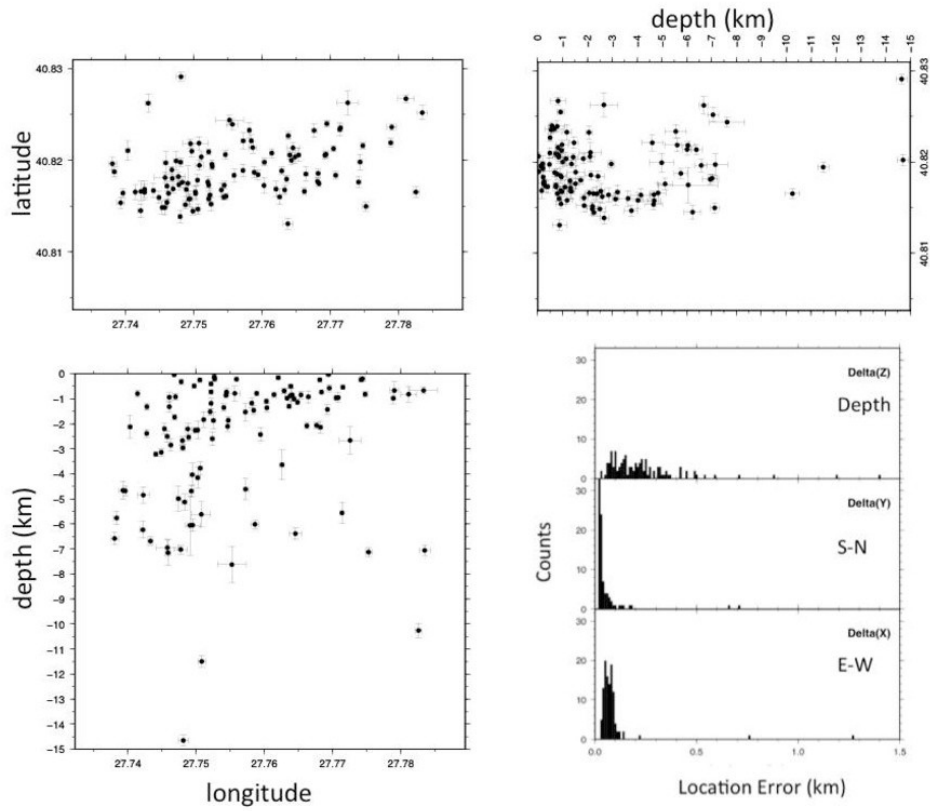 depth (km)
0 -1 -2 -3 -4 -5 -6 -7 -8 -9 -10 -11 -12 -13 -14 -15
40.83
40.82
40.81
latitude
27.74 27.75 27.76 27.77 27.78
40.83
40.82
40.81
0
-1
-2
-3
-4
-5
-6
-7
-8
-9
-10
-11
-12
-13
-14
-15
depth (km)
27.74 27.75 27.76 27.77 27.78
longitude
Counts
30
20
10
0
Delta(Z)
Depth
30
20
10
0
Delta(Y)
S-N
30
20
10
0
Delta(X)
E-W
0.0 0.5 1.0 1.5
Location Error (km)